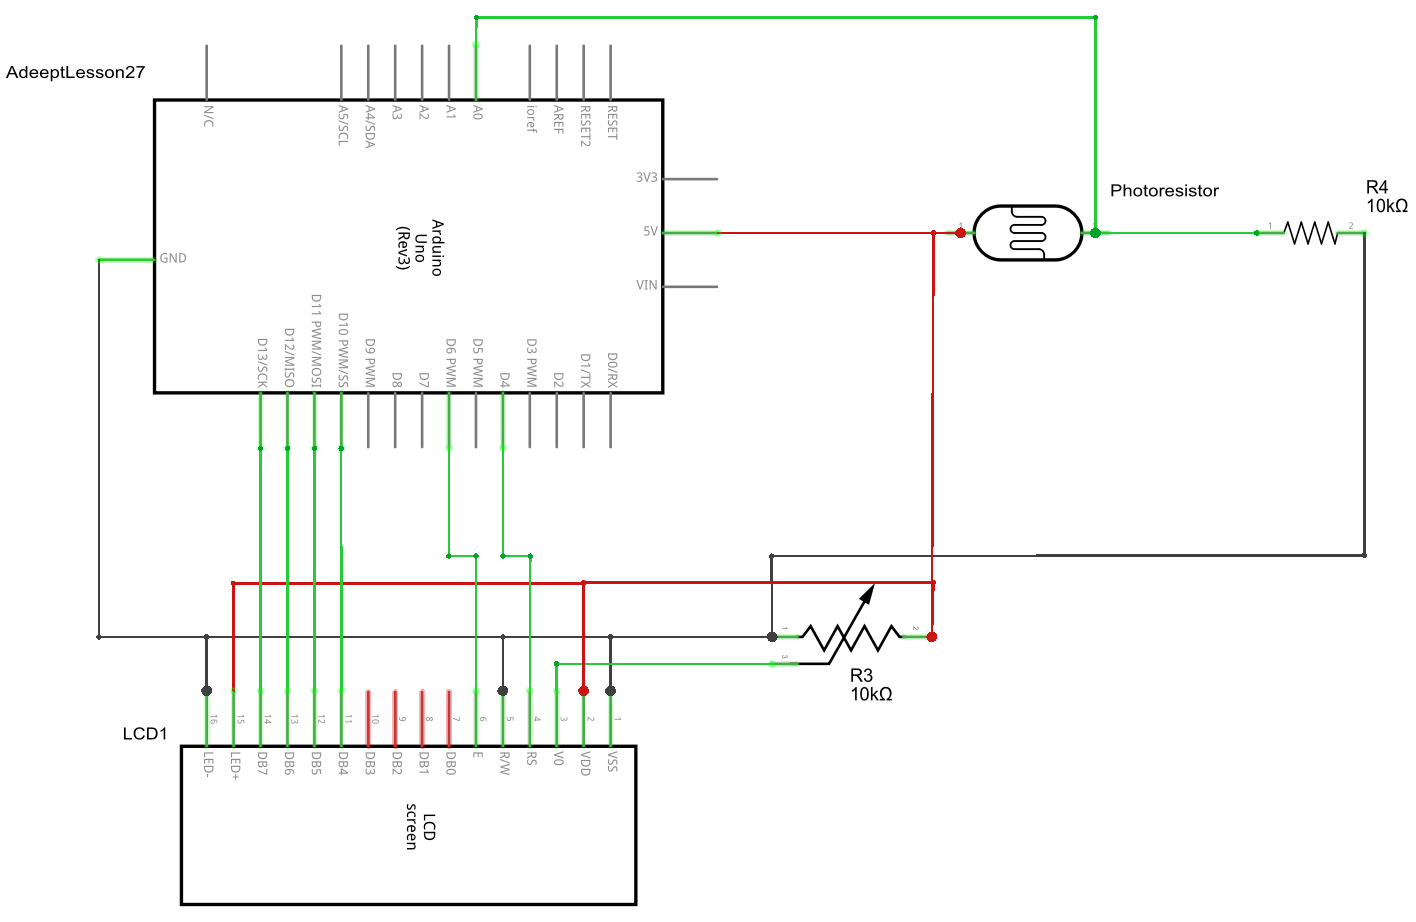 AdeeptLesson27
N/C
A5/SCL
A4/SDA
A3
A2
A1
A0
ioref
AREF
RESET2
RESET
3V3
5V
VIN
GND
Arduino
Uno
(Rev3)
D13/SCK
D12/MISO
D11 PWM/MOSI
D10 PWM/SS
D9 PWM
D8
D7
D6 PWM
D5 PWM
D4
D3 PWM
D2
D1/TX
D0/RX
1
Photoresistor
R4
10kΩ
1
2
1
2
3
R3
10kΩ
LCD1
16
15
14
13
12
11
10
9
8
7
6
5
4
3
2
1
LED-
LED+
DB7
DB6
DB5
DB4
DB3
DB2
DB1
DB0
E
R/W
RS
V0
VDD
VSS
LCD
screen